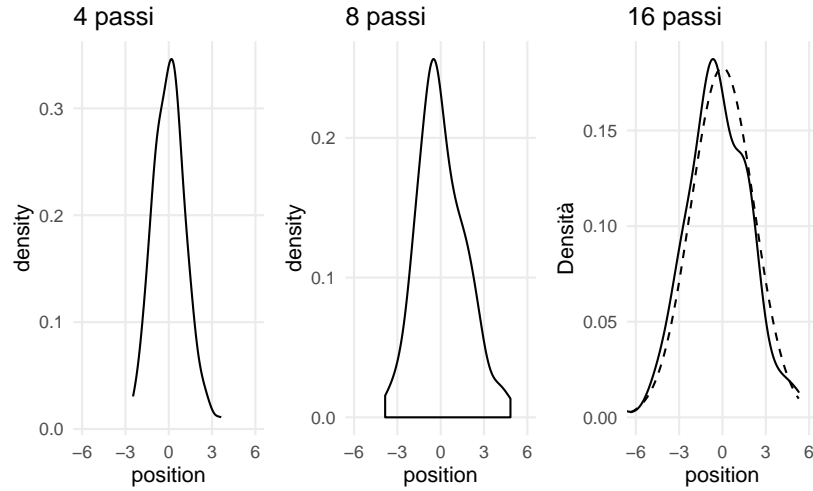 4 passi
8 passi
16 passi
density
0.3
0.2
0.1
0.0
−6 −3 0 3 6
position
density
0.2
0.1
0.0
−6 −3 0 3 6
position
Densità
0.15
0.10
0.05
0.00
−6 −3 0 3 6
position